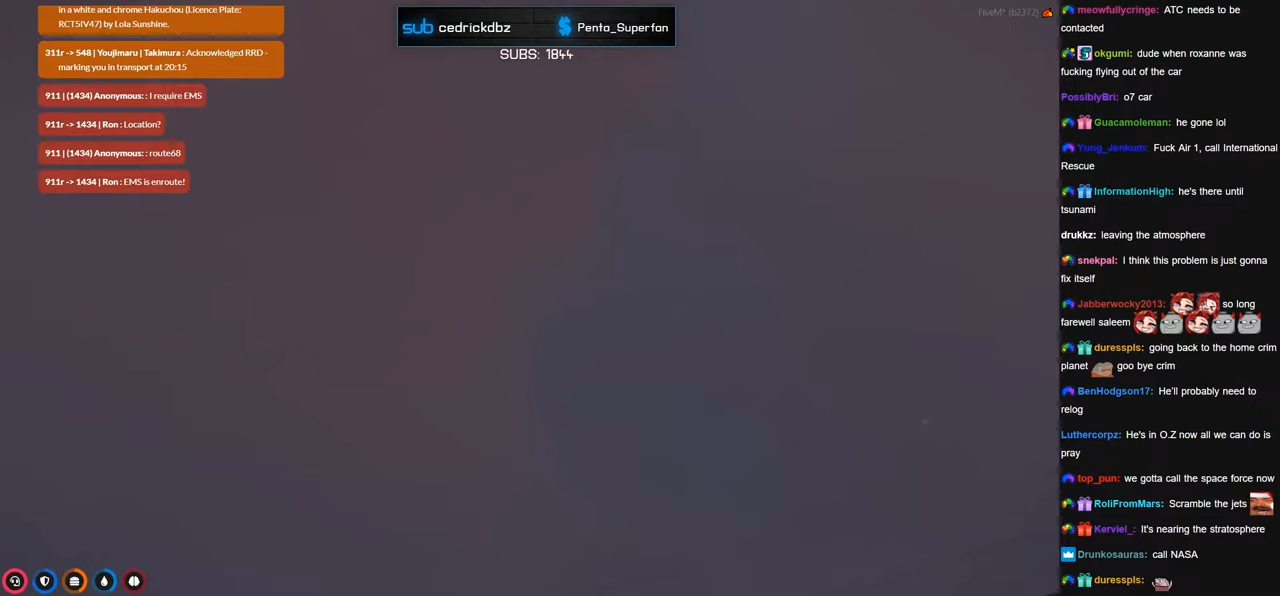 in a white and chrome Hakuchou (Licence Plate:
RCT5IV47) by Lola Sunshine.
311r -> 548 | Youjimaru | Takimura : Acknowledged RRD -
marking you in transport at 20:15
911 | (1434) Anonymous: : I require EMS
911r -> 1434 | Ron : Location?
911 | (1434) Anonymous: : route68
911r -> 1434 | Ron : EMS is enroute!
sub cedrickdbz
$ Penta_Superfan
SUBS: 1844
FiveM* (b2372)
meowfullycringe: ATC needs to be
contacted
okgumi: dude when roxanne was
fucking flying out of the car
PossiblyBri: o7 car
Guacamoleman: he gone lol
Yung_Jenkum: Fuck Air 1, call International
Rescue
InformationHigh: he's there until
tsunami
drukkz: leaving the atmosphere
snekpal: I think this problem is just gonna
fix itself
Jabberwocky2013: so long
farewell saleem
duresspls: going back to the home crim
planet goo bye crim
BenHodgson17: He'll probably need to
relog
Luthercorpz: He's in O.Z now all we can do is
pray
top_pun: we gotta call the space force now
RoliFromMars: Scramble the jets
Kerviel_: It's nearing the stratosphere
Drunkosauras: call NASA
duresspls: